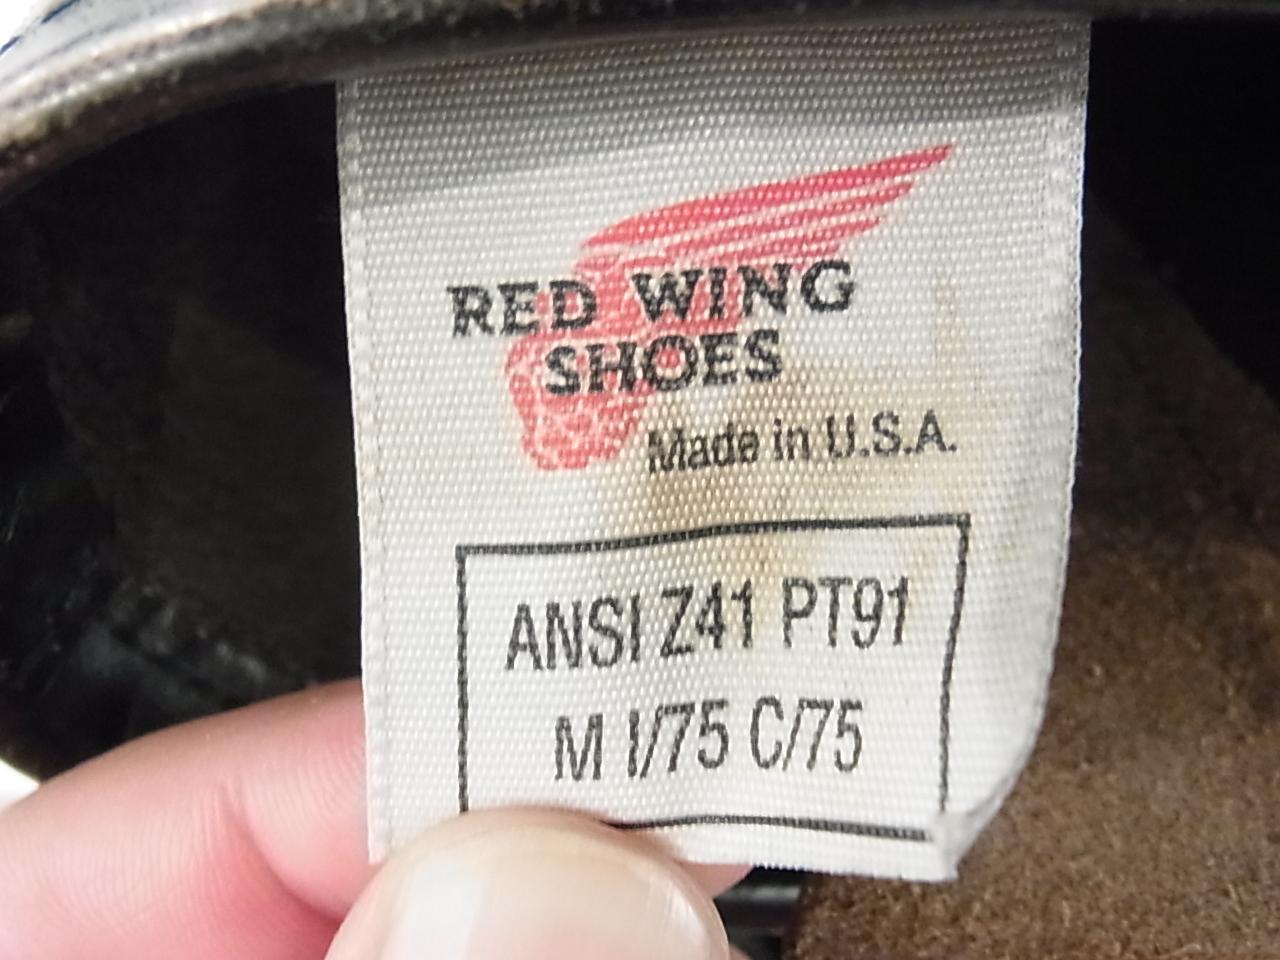 RED WING
SHOES
Made in U.S.A.
ANSI Z41 PT91
M I/75 C/75